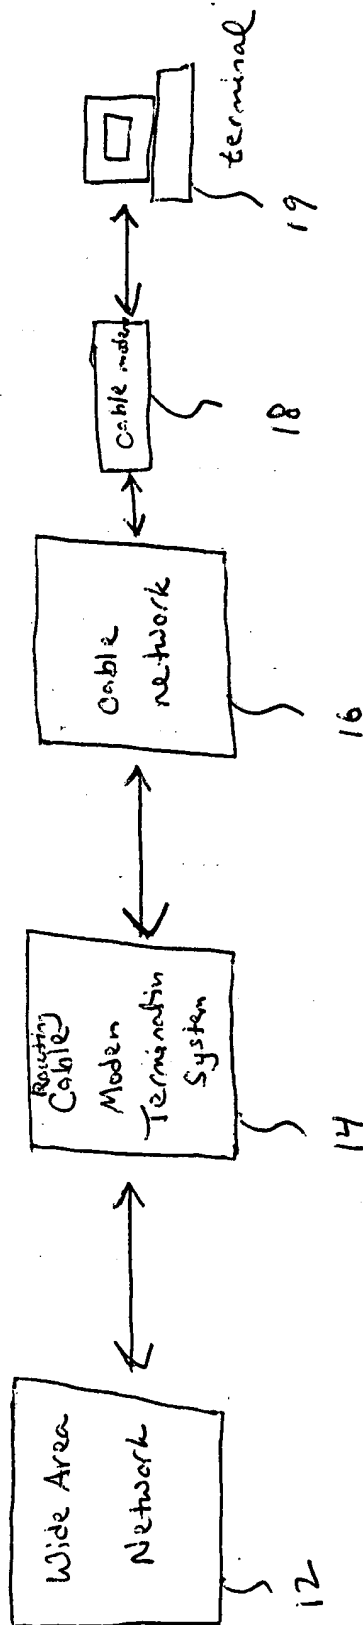 Wide Area
Network
12
Routing
Cable
Modem
Termination
System
14
Cable
network
16
Cable modem
18
terminal
19